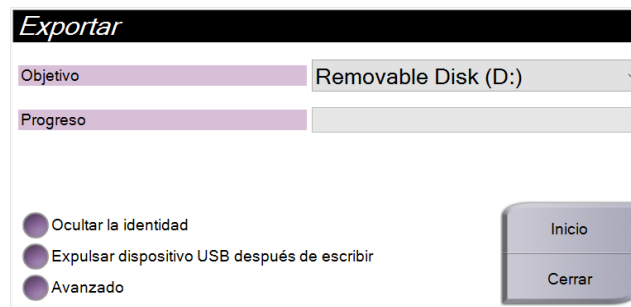 Exportar
Objetivo
Removable Disk (D:)
Progreso
Ocultar la identidad
Expulsar dispositivo USB después de escribir
Avanzado
Inicio
Cerrar